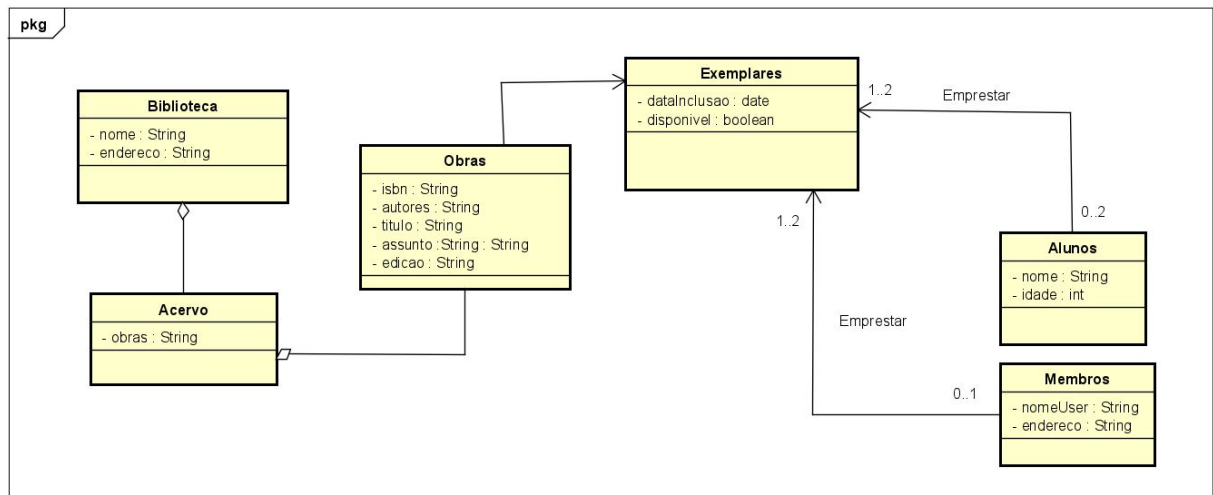 pkg
Biblioteca
- nome : String
- endereco : String
Acervo
- obras : String
Obras
- isbn : String
- autores : String
- titulo : String
- assunto :String : String
- edicao : String
Exemplares
- dataInclusao : date
- disponivel : boolean
1..2
Emprestar
0..2
1..2
Emprestar
0..1
Alunos
- nome : String
- idade : int
Membros
- nomeUser : String
- endereco : String